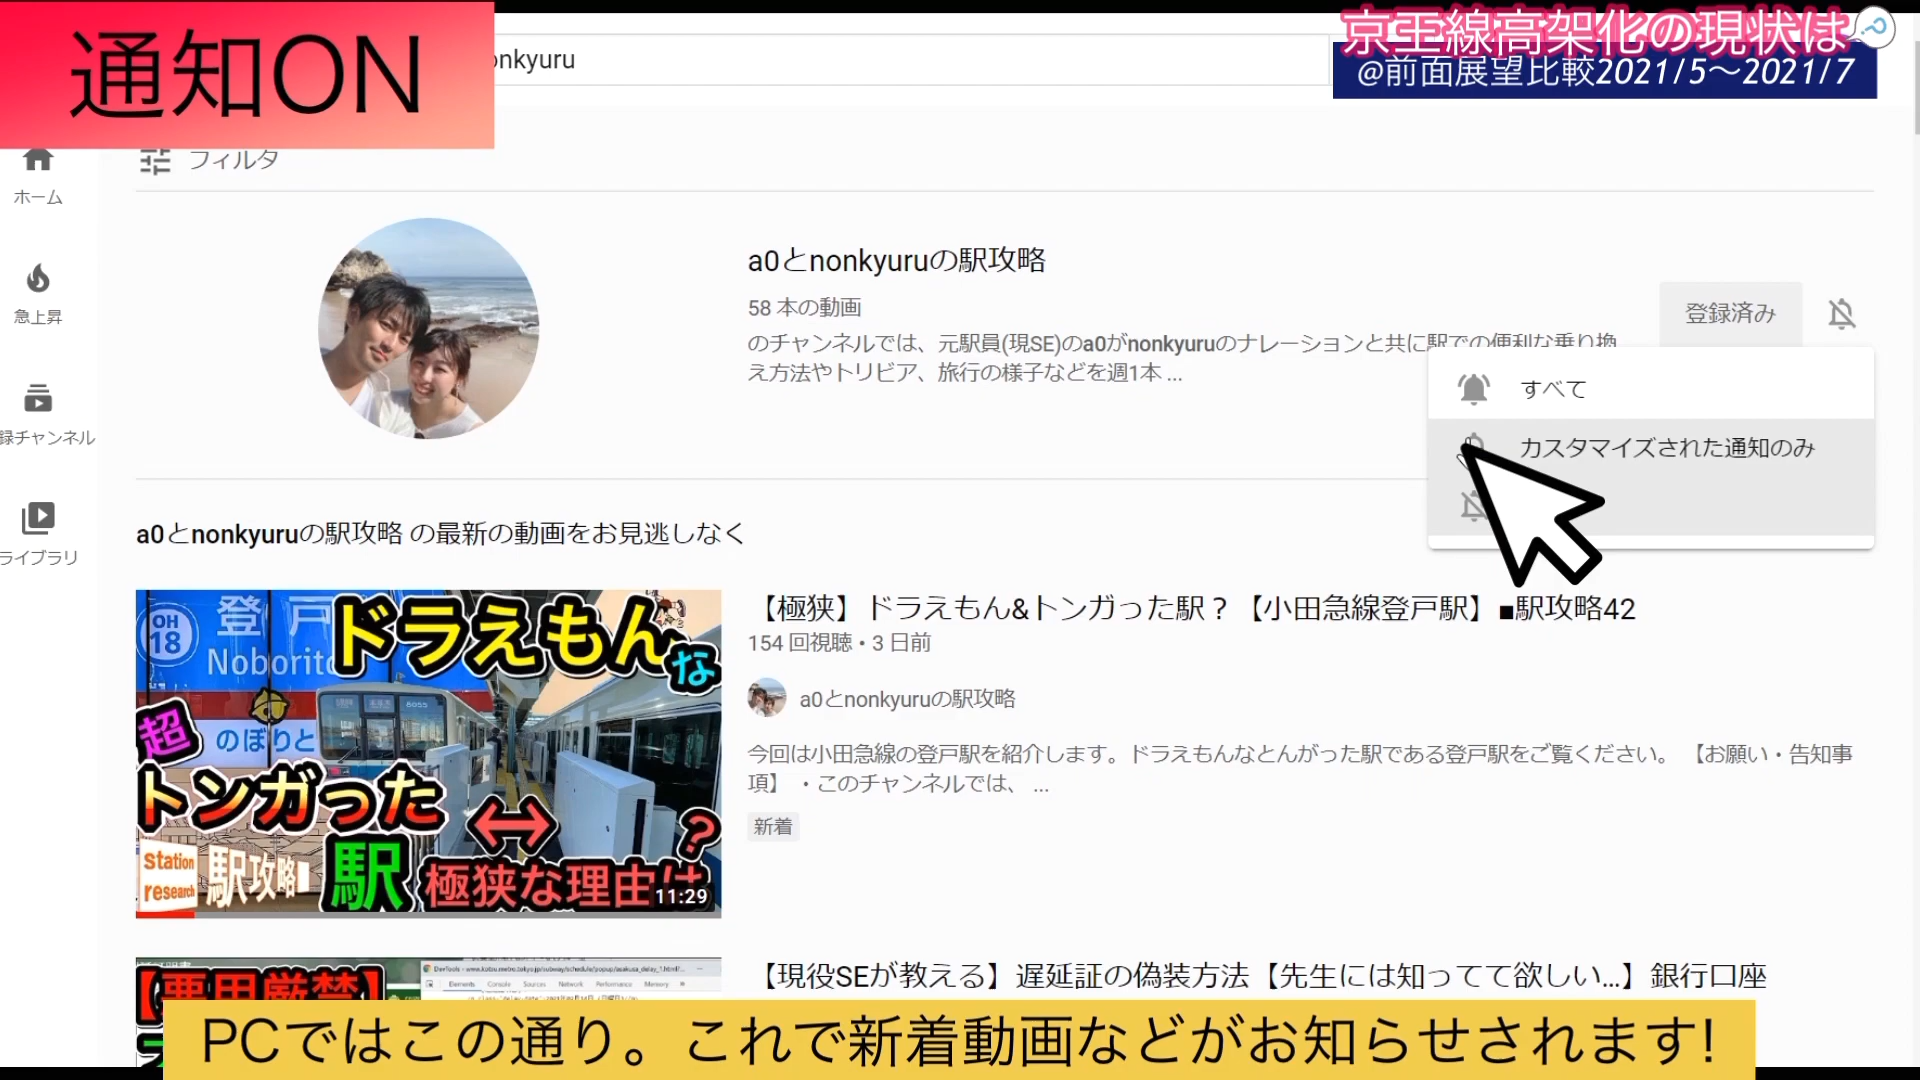 通知ON
onkyuru
京王線高架化の現状は
@前面展望比較2021/5～2021/7
フィルタ
ホーム
急上昇
録チャンネル
ライブラリ
a0とnonkyuruの駅攻略
58 本の動画
のチャンネルでは、元駅員(現SE)のa0がnonkyuruのナレーションと共に駅での便利な乗り換
え方法やトリビア、旅行の様子などを週1本 ...
登録済み
すべて
カスタマイズされた通知のみ
a0とnonkyuruの駅攻略 の最新の動画をお見逃しなく
OH
18
登戸
Noborito
のぼりと
ドラえもんな
超
トンガった
駅
極狭な理由は
?
station
research
駅攻略■
8055
11:29
【極狭】ドラえもん&トンガった駅？【小田急線登戸駅】■駅攻略42
154 回視聴・3 日前
a0とnonkyuruの駅攻略
今回は小田急線の登戸駅を紹介します。ドラえもんなとんがった駅である登戸駅をご覧ください。 【お願い・告知事
項】 ・このチャンネルでは、 ...
新着
【悪用厳禁】
Elements Console Sources Network Performance Memory
【現役SEが教える】遅延証の偽装方法【先生には知ってて欲しい...】銀行口座
PCではこの通り。これで新着動画などがお知らせされます!